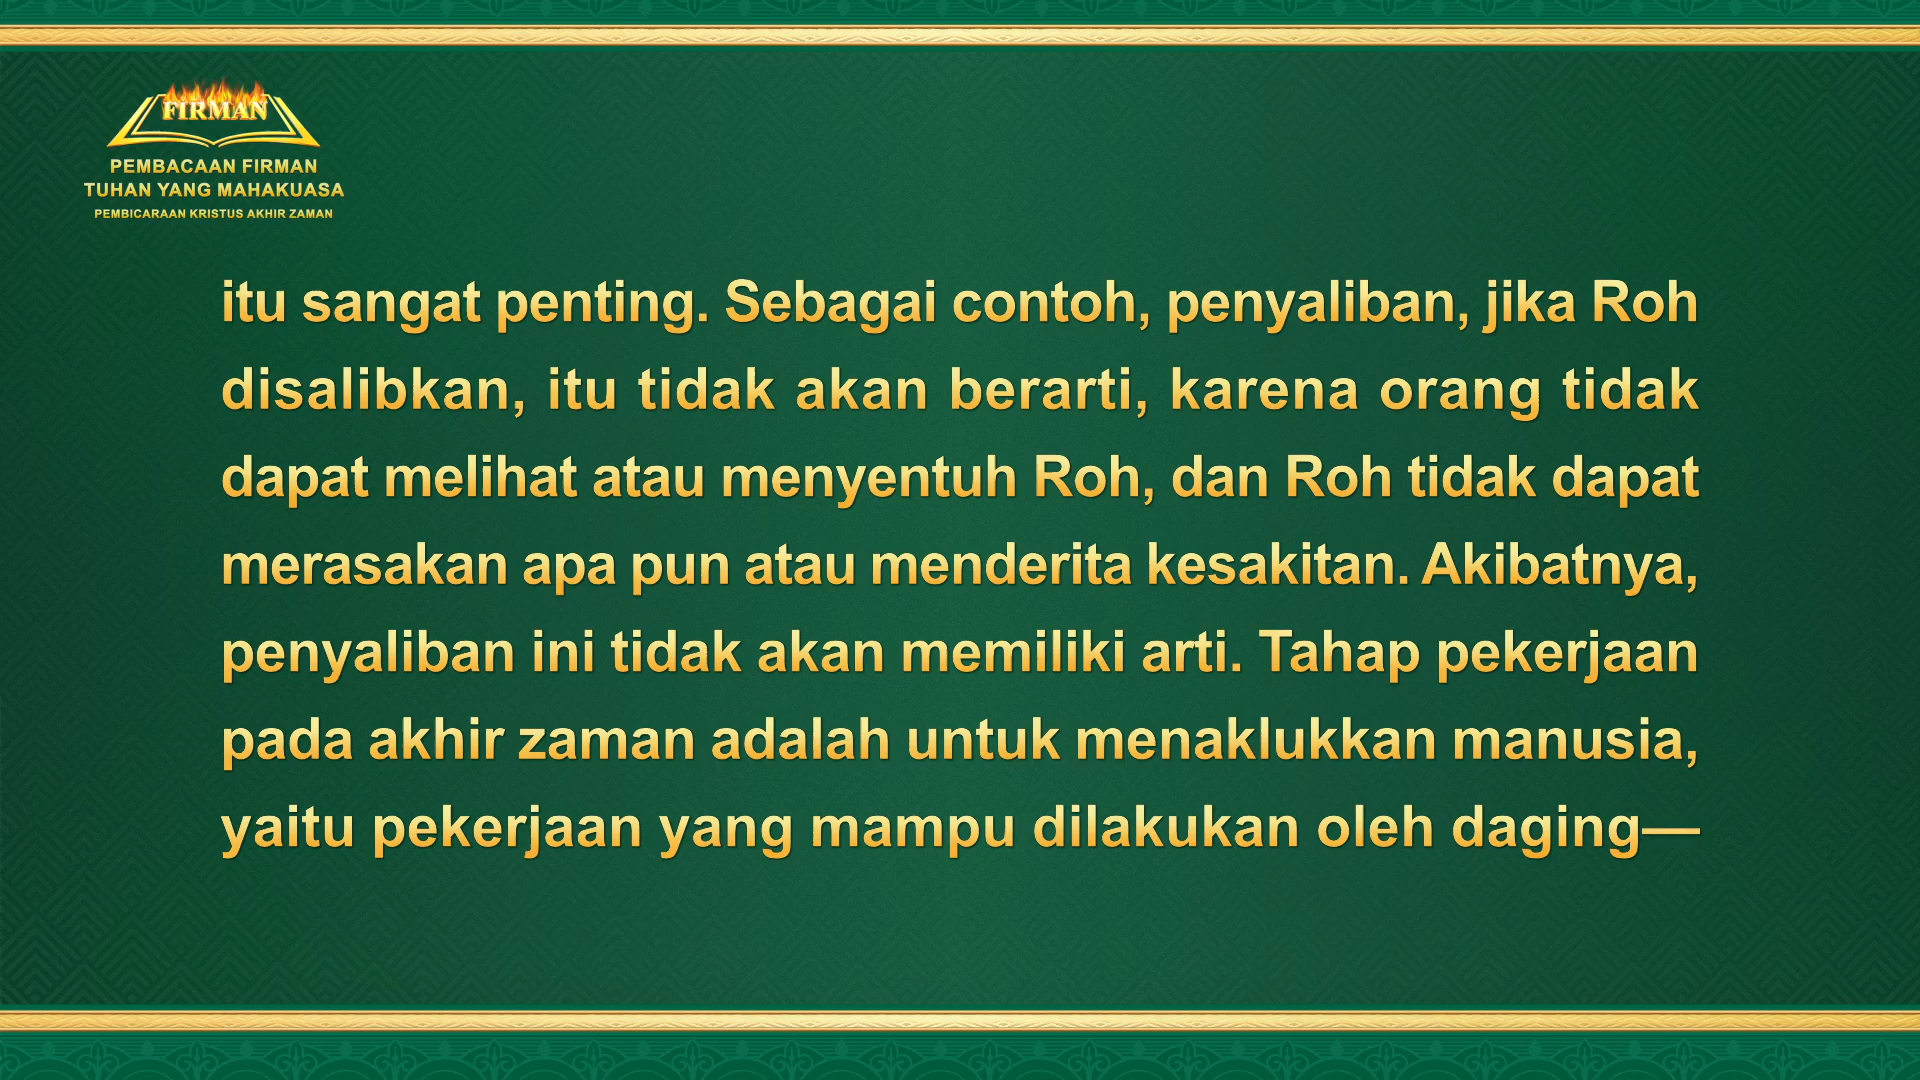 FIRMAN
PEMBACAAN FIRMAN
TUHAN YANG MAHAKUASA
PEMBICARAAN KRISTUS AKHIR ZAMAN
itu sangat penting. Sebagai contoh, penyaliban, jika Roh
disalibkan, itu tidak akan berarti, karena orang tidak
dapat melihat atau menyentuh Roh, dan Roh tidak dapat
merasakan apa pun atau menderita kesakitan. Akibatnya,
penyaliban ini tidak akan memiliki arti. Tahap pekerjaan
pada akhir zaman adalah untuk menaklukkan manusia,
yaitu pekerjaan yang mampu dilakukan oleh daging—